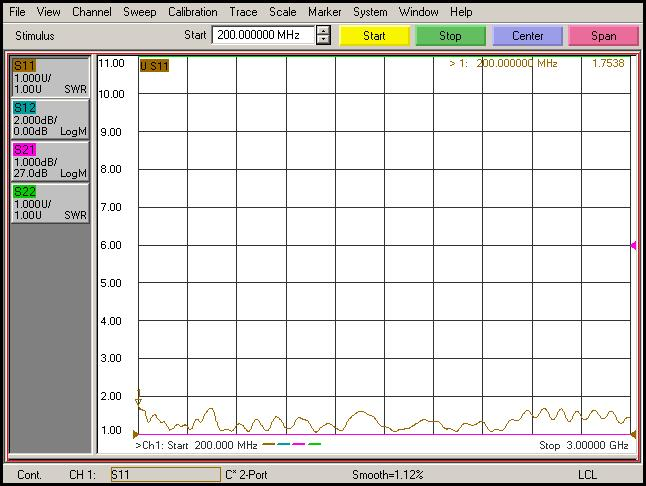 File View Channel Sweep Calibration Trace Scale Marker System Window Help
Stimulus Start 200.000000 MHz Start Stop Center Span
S11
1.000U/
1.00U SWR
S12
2.000dB/
0.00dB LogM
S21
1.000dB/
27.0dB LogM
S22
1.000U/
1.00U SWR
11.00 U S11 > 1: 200.000000 MHz 1.7538
10.00
9.00
8.00
7.00
6.00
5.00
4.00
3.00
2.00
1.00
>Ch1: Start 200.000 MHz Stop 3.00000 GHz
Cont. CH 1: S11 C* 2-Port Smooth=1.12% LCL